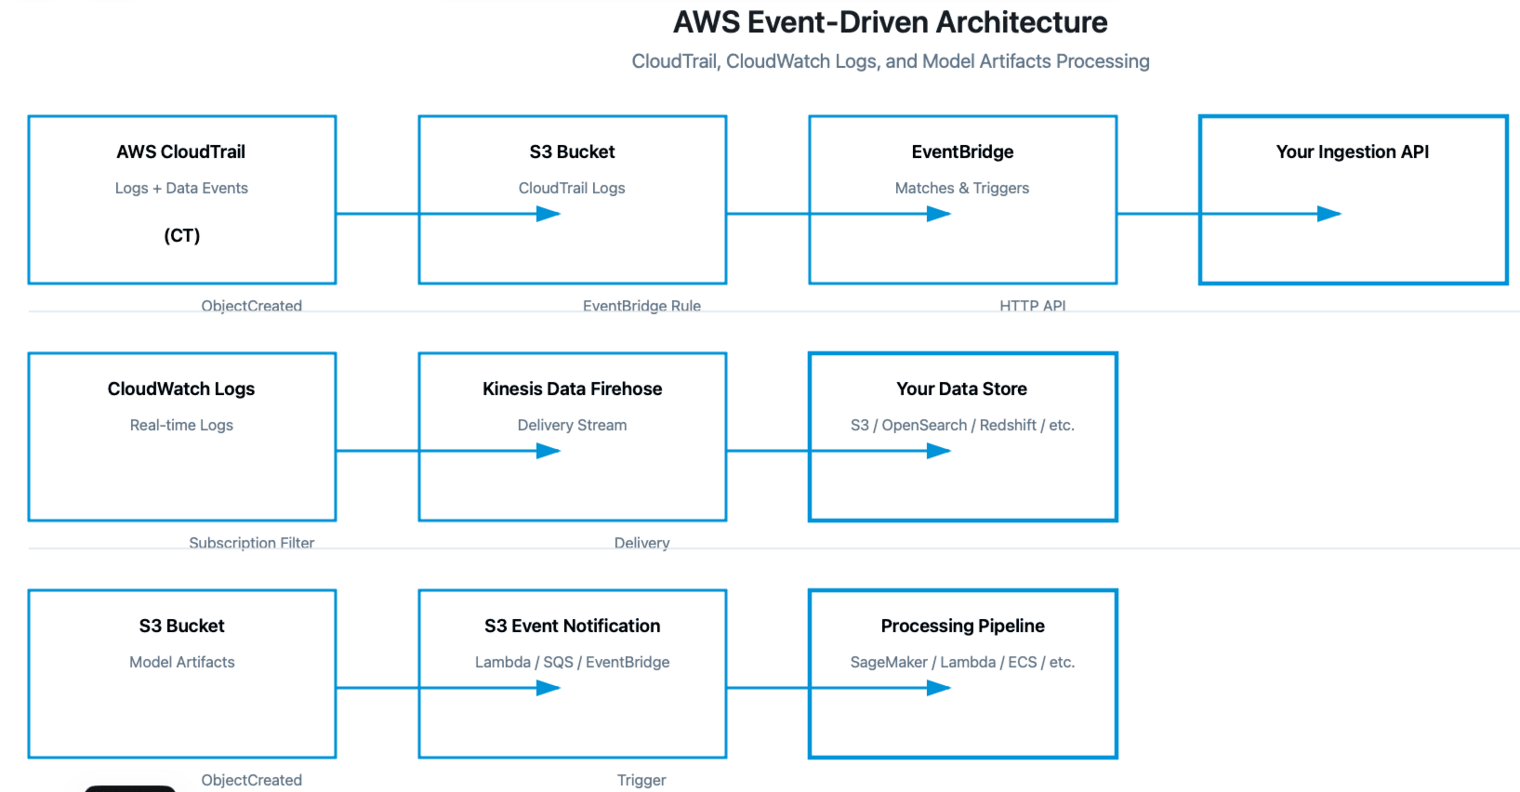 AWS Event-Driven Architecture
CloudTrail, CloudWatch Logs, and Model Artifacts Processing
AWS CloudTrail
Logs + Data Events
(CT)
S3 Bucket
CloudTrail Logs
EventBridge
Matches & Triggers
Your Ingestion API
ObjectCreated
EventBridge Rule
HTTP API
CloudWatch Logs
Real-time Logs
Kinesis Data Firehose
Delivery Stream
Your Data Store
S3 / OpenSearch / Redshift / etc.
Subscription Filter
Delivery
S3 Bucket
Model Artifacts
S3 Event Notification
Lambda / SQS / EventBridge
Processing Pipeline
SageMaker / Lambda / ECS / etc.
ObjectCreated
Trigger